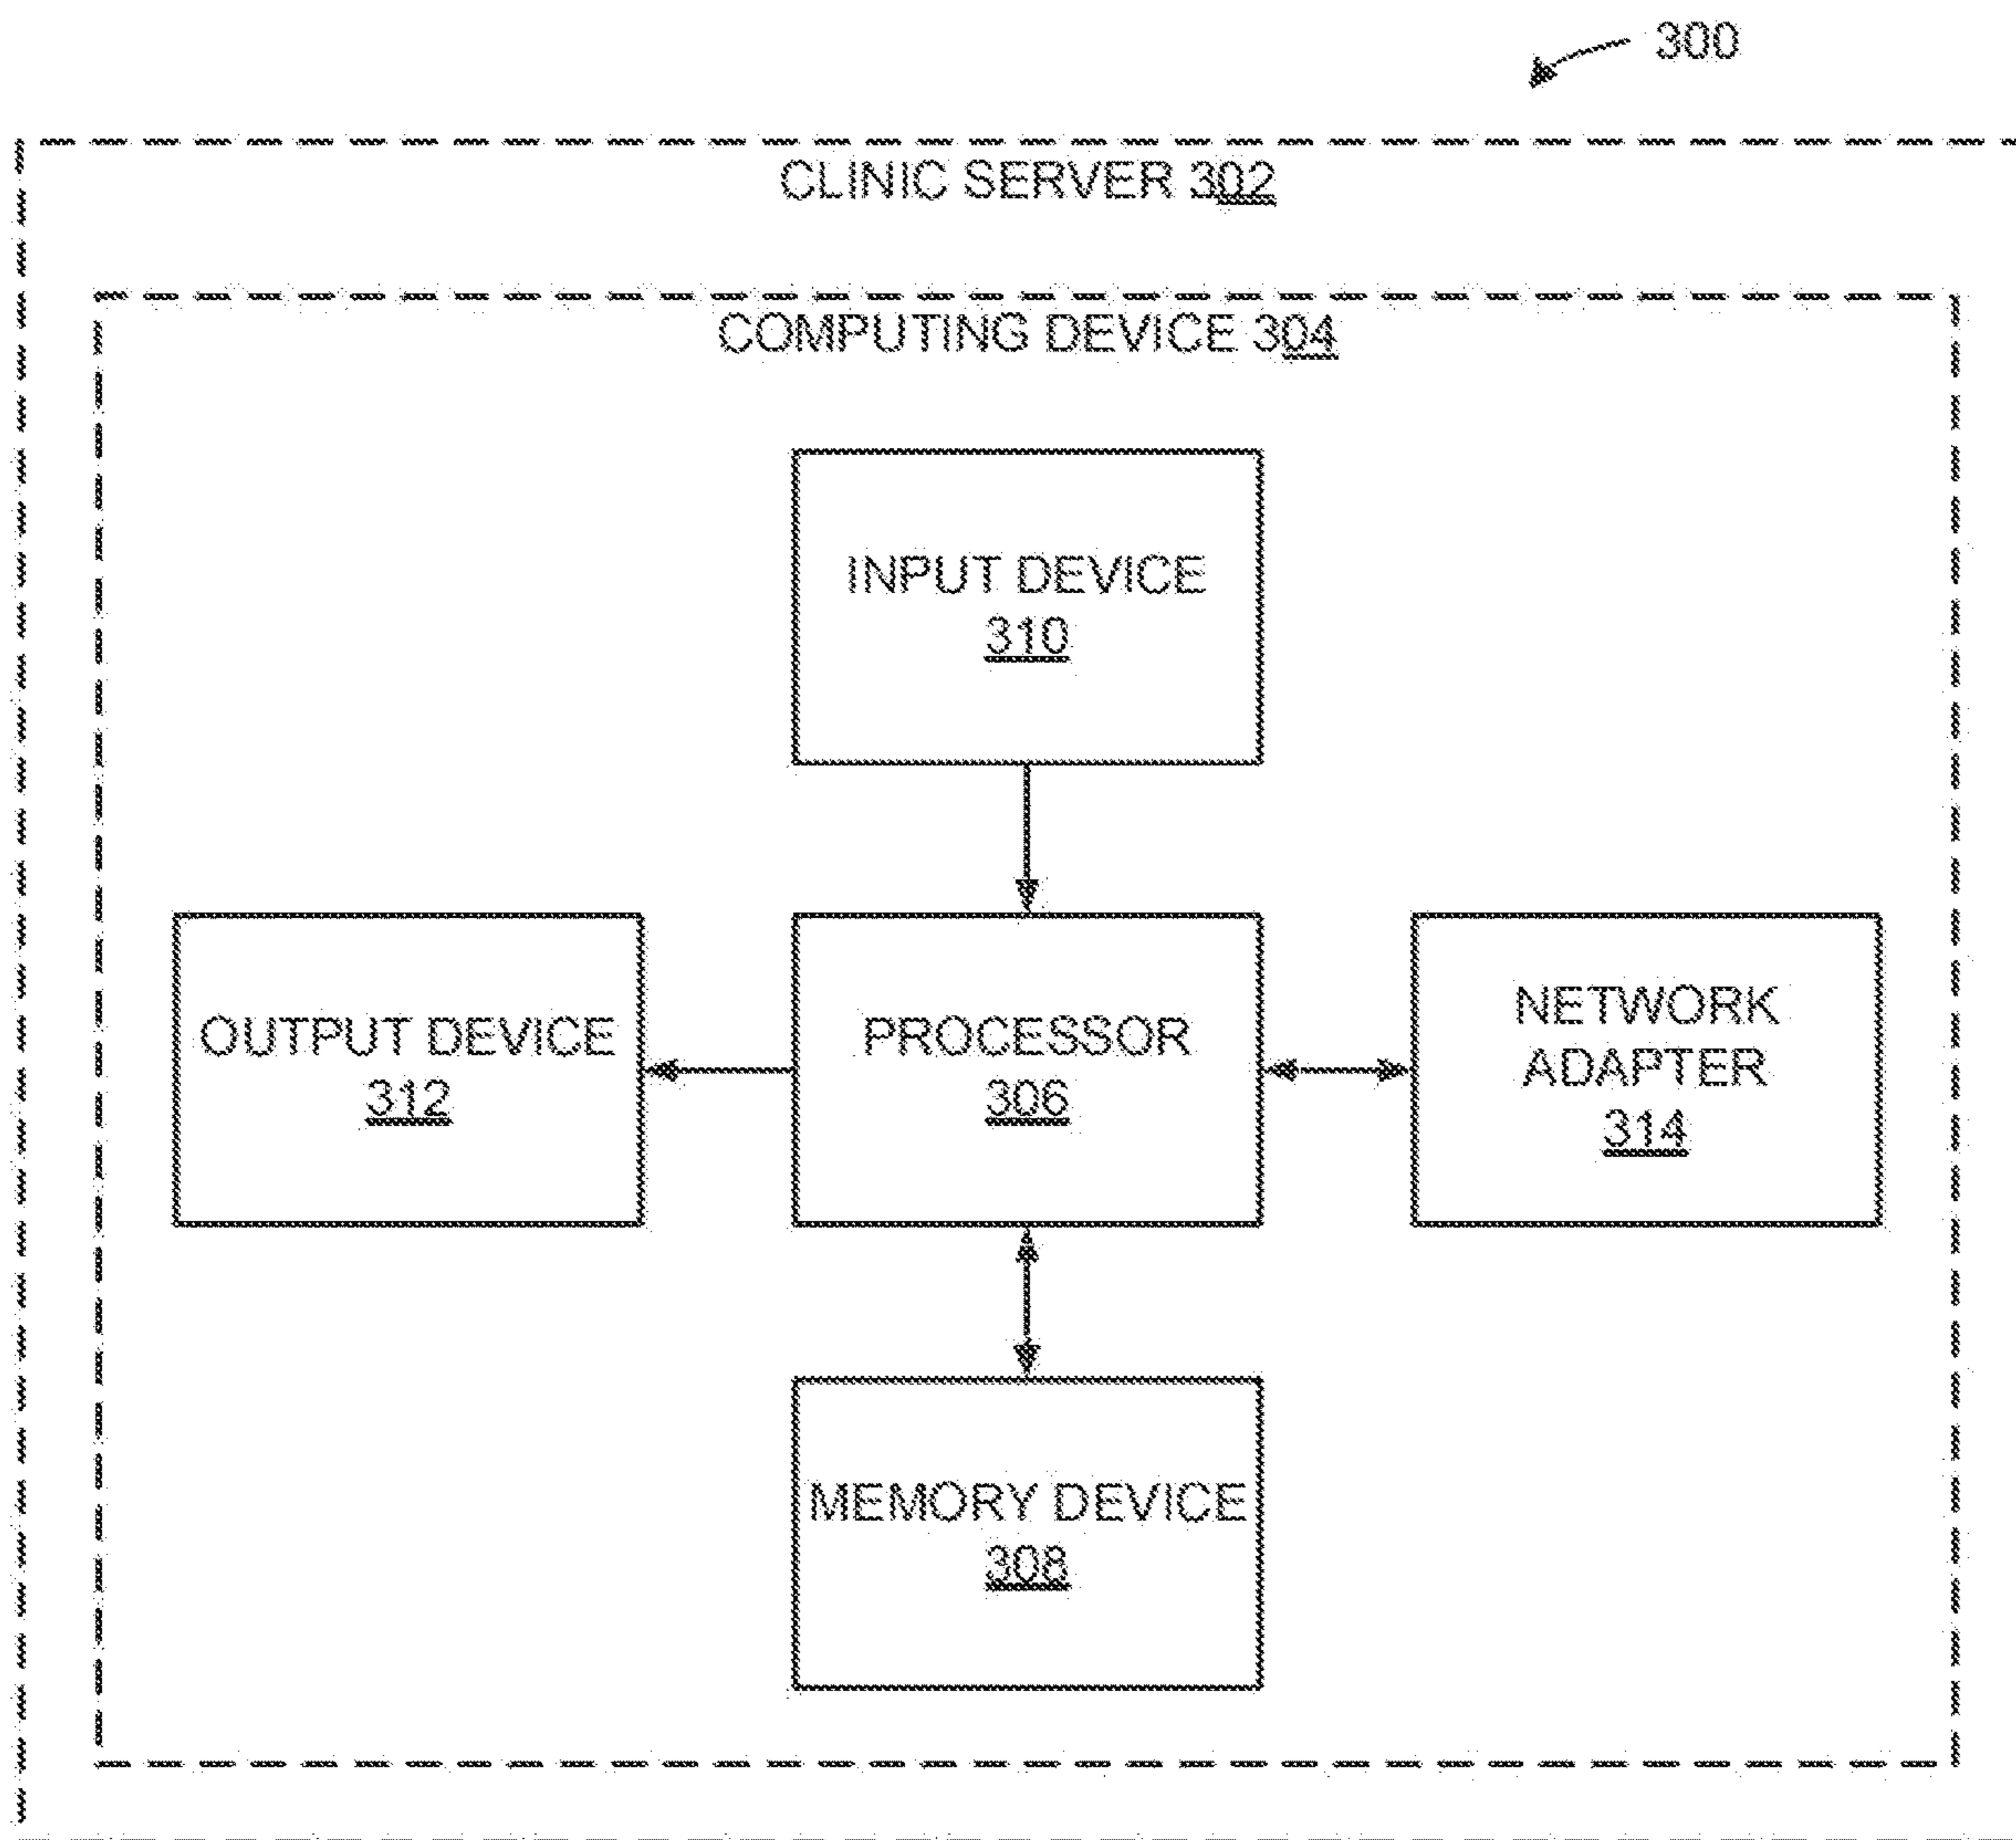 300
CLINIC SERVER 302
COMPUTING DEVICE 304
INPUT DEVICE
310
OUTPUT DEVICE
312
PROCESSOR
306
NETWORK
ADAPTER
314
MEMORY DEVICE
308